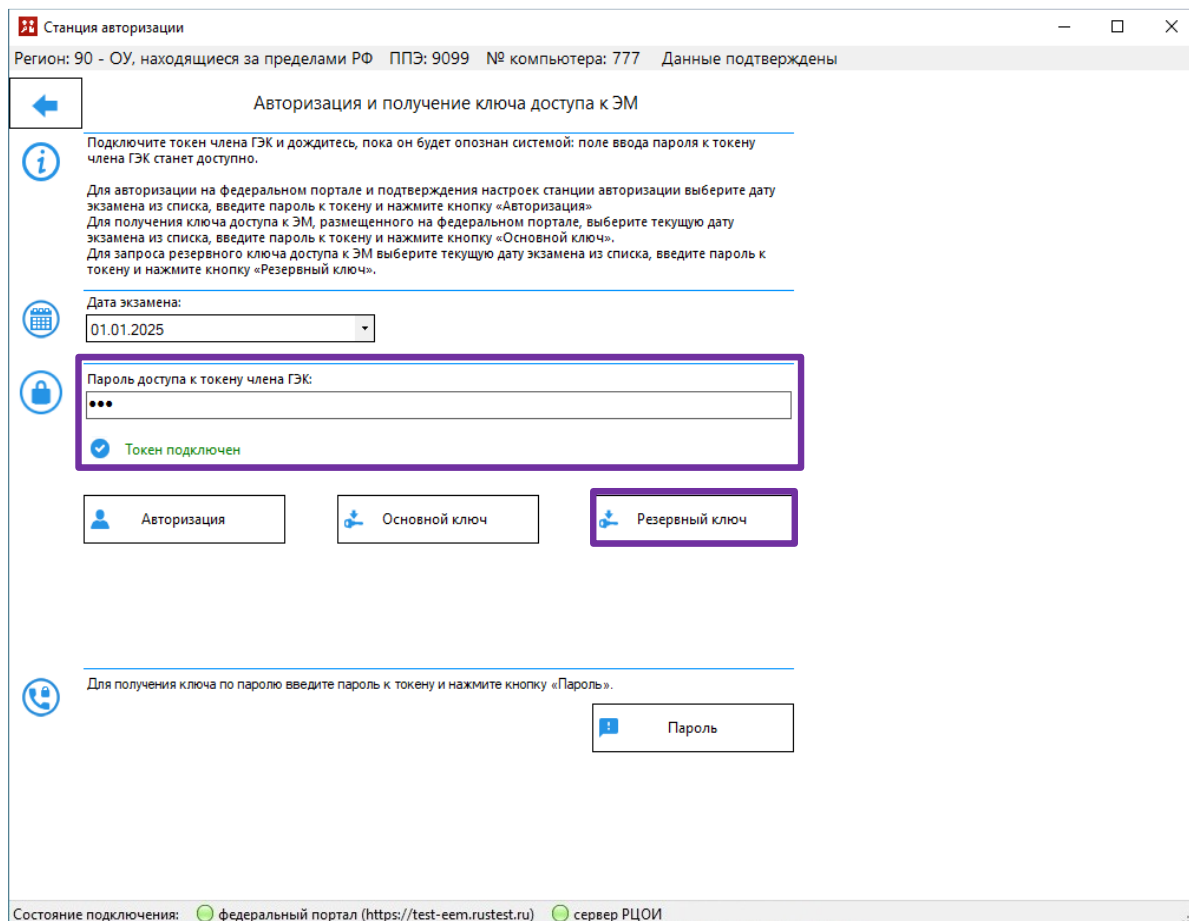 Станция авторизации
Регион: 90 - ОУ, находящиеся за пределами РФ ППЭ: 9099 № компьютера: 777 Данные подтверждены
Авторизация и получение ключа доступа к ЭМ
Подключите токен члена ГЭК и дождитесь, пока он будет опознан системой: поле ввода пароля к токену
члена ГЭК станет доступно.
Для авторизации на федеральном портале и подтверждения настроек станции авторизации выберите дату
экзамена из списка, введите пароль к токену и нажмите кнопку «Авторизация»
Для получения ключа доступа к ЭМ, размещенного на федеральном портале, выберите текущую дату
экзамена из списка, введите пароль к токену и нажмите кнопку «Основной ключ».
Для запроса резервного ключа доступа к ЭМ выберите текущую дату экзамена из списка, введите пароль к
токену и нажмите кнопку «Резервный ключ».
Дата экзамена:
01.01.2025
Пароль доступа к токену члена ГЭК:
•••
Токен подключен
Авторизация
Основной ключ
Резервный ключ
Для получения ключа по паролю введите пароль к токену и нажмите кнопку «Пароль».
Пароль
Состояние подключения: федеральный портал (https://test-eem.rustest.ru) сервер РЦОИ